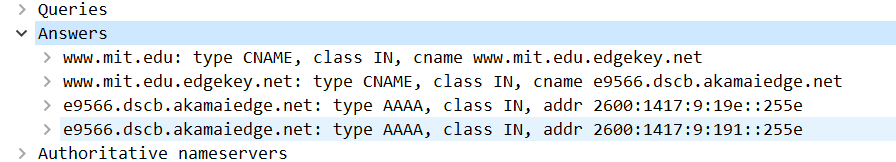 Queries
Answers
www.mit.edu: type CNAME, class IN, cname www.mit.edu.edgekey.net
www.mit.edu.edgekey.net: type CNAME, class IN, cname e9566.dscb.akamaiedge.net
e9566.dscb.akamaiedge.net: type AAAA, class IN, addr 2600:1417:9:19e::255e
e9566.dscb.akamaiedge.net: type AAAA, class IN, addr 2600:1417:9:191::255e
Authoritative nameservers